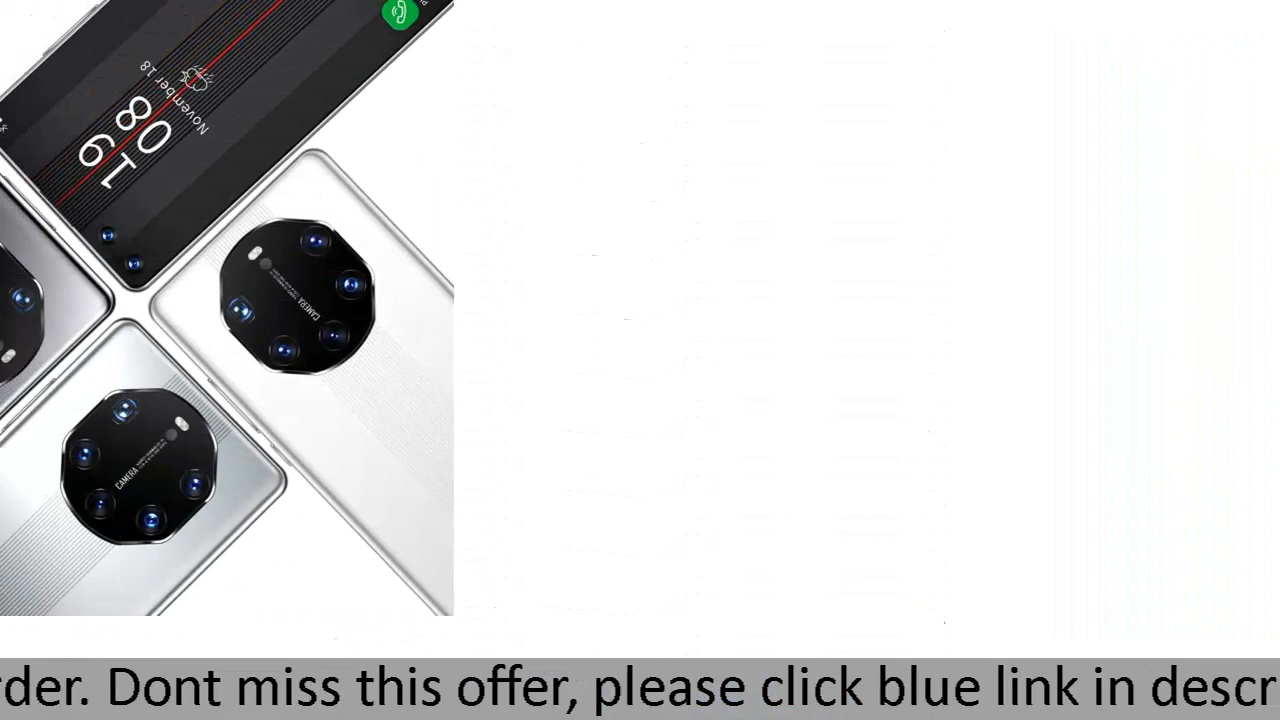 November 18
08
19
CAMERA
CAMERA
rder. Dont miss this offer, please click blue link in descr